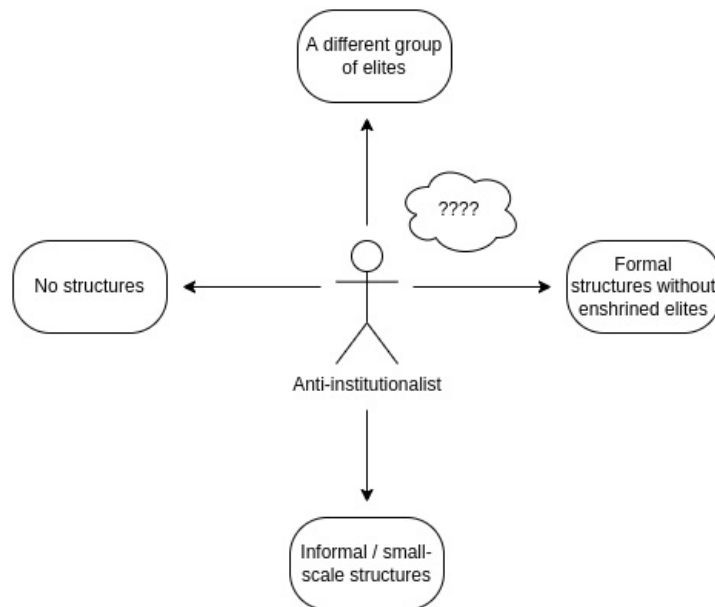 A different group
of elites
????
No structures
Formal
structures without
enshrined elites
Anti-institutionalist
Informal / small-
scale structures